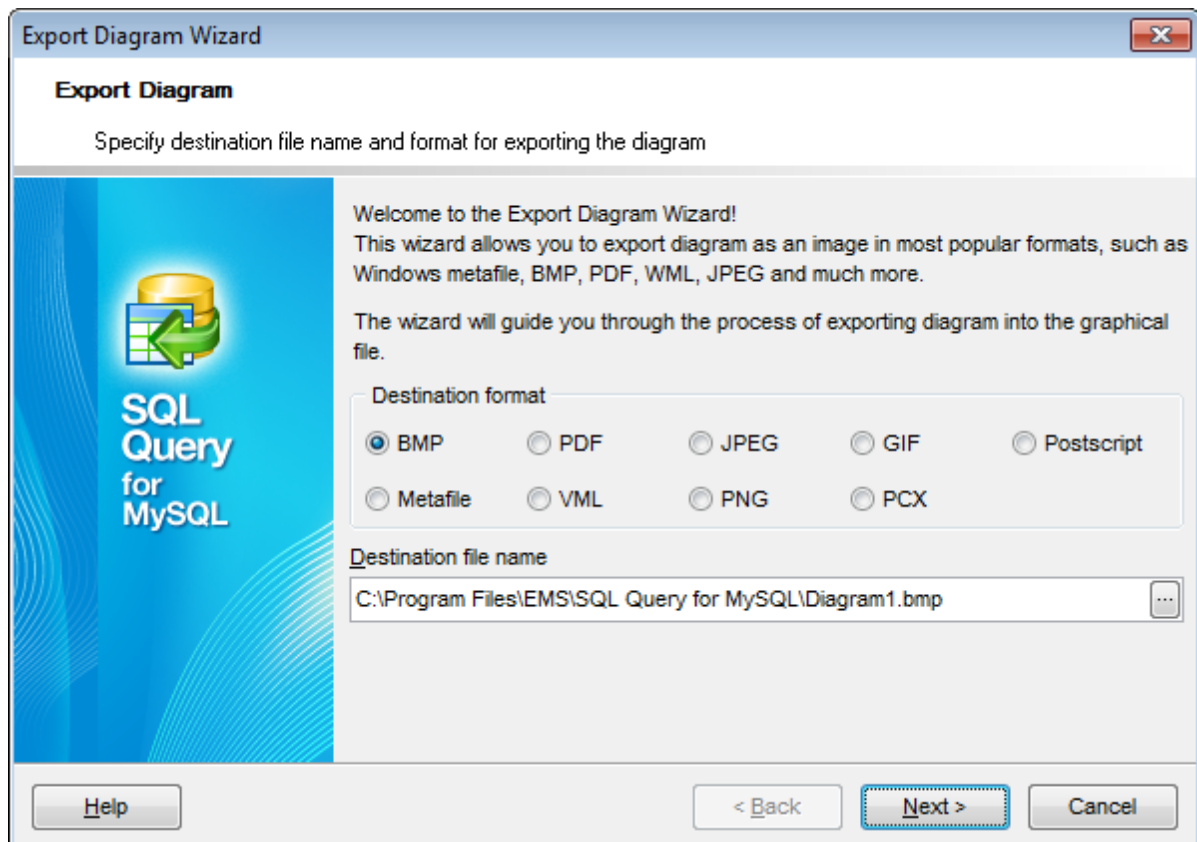 Export Diagram Wizard
Export Diagram
Specify destination file name and format for exporting the diagram
Welcome to the Export Diagram Wizard!
This wizard allows you to export diagram as an image in most popular formats, such as
Windows metafile, BMP, PDF, WML, JPEG and much more.
The wizard will guide you through the process of exporting diagram into the graphical
file.
SQL
Query
for
MySQL
Destination format
BMP PDF JPEG GIF Postscript
Metafile VML PNG PCX
Destination file name
C:\Program Files\EMS\SQL Query for MySQL\Diagram1.bmp ...
Help < Back Next > Cancel